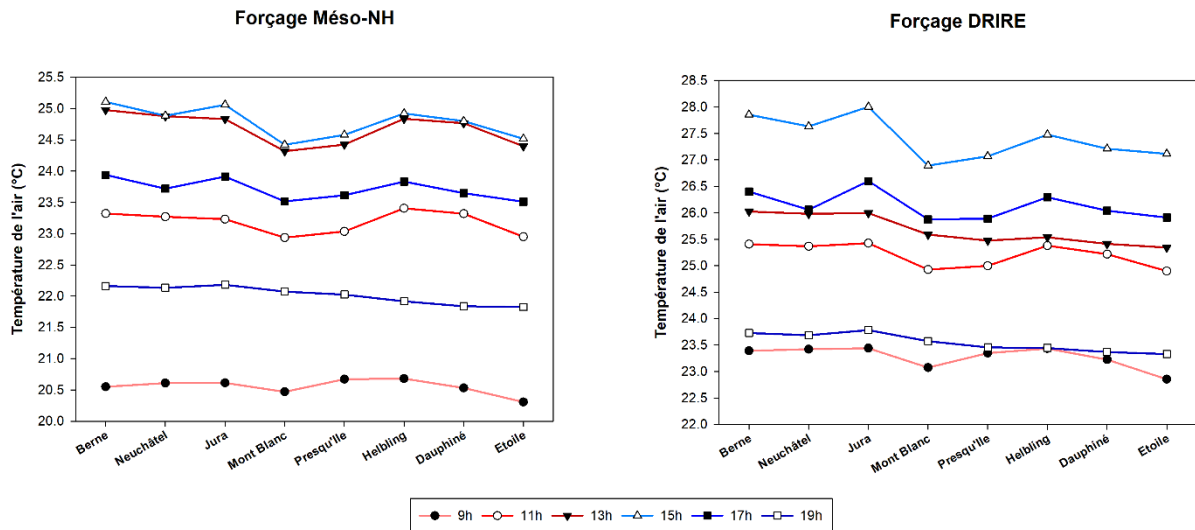 Forçage Méso-NH
Température de l'air (°C)
25.5
25.0
24.5
24.0
23.5
23.0
22.5
22.0
21.5
21.0
20.5
20.0
Berne
Neuchâtel
Jura
Mont Blanc
Presqu'Ile
Helbling
Dauphiné
Etoile
Forçage DRIRE
Température de l'air (°C)
28.5
28.0
27.5
27.0
26.5
26.0
25.5
25.0
24.5
24.0
23.5
23.0
22.5
22.0
Berne
Neuchâtel
Jura
Mont Blanc
Presqu'Ile
Helbling
Dauphiné
Etoile
9h 11h 13h 15h 17h 19h